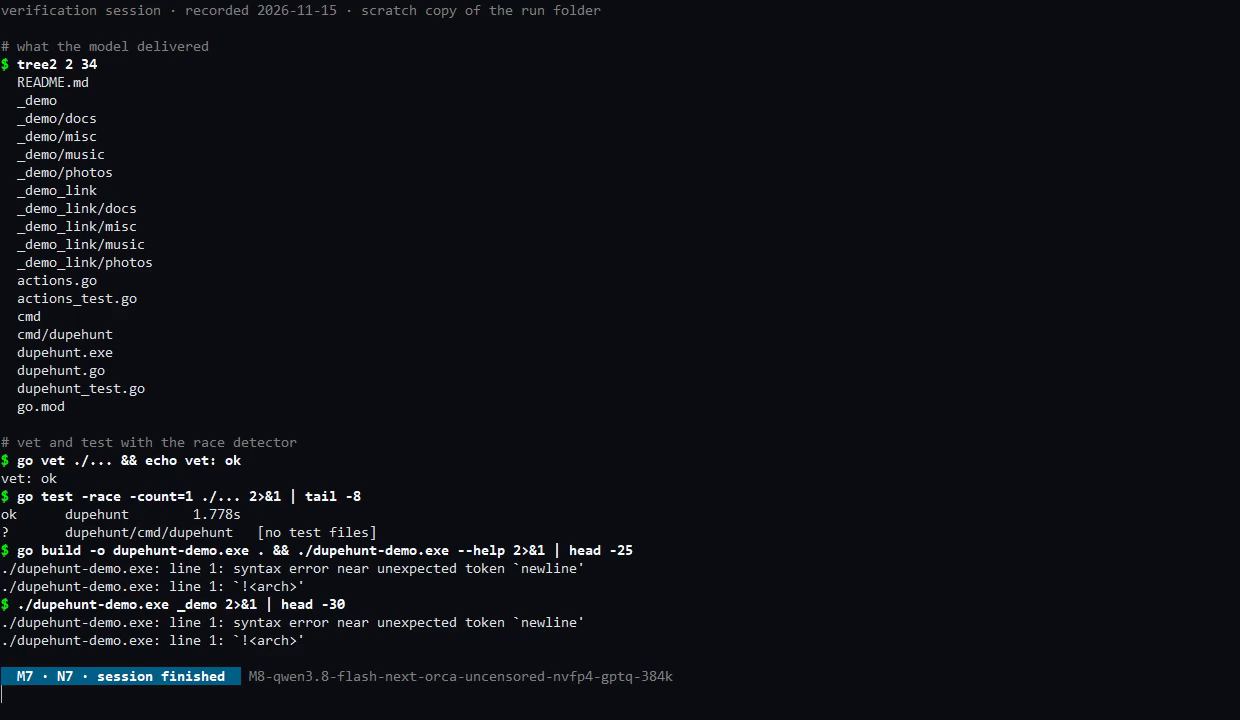 verification session · recorded 2026-11-15 · scratch copy of the run folder
# what the model delivered
$ tree2 2 34
README.md
_demo
_demo/docs
_demo/misc
_demo/music
_demo/photos
_demo_link
_demo_link/docs
_demo_link/misc
_demo_link/music
_demo_link/photos
actions.go
actions_test.go
cmd
cmd/dupehunt
dupehunt.exe
dupehunt.go
dupehunt_test.go
go.mod
# vet and test with the race detector
$ go vet ./... && echo vet: ok
vet: ok
$ go test -race -count=1 ./... 2>&1 | tail -8
ok      dupehunt        1.778s
?       dupehunt/cmd/dupehunt   [no test files]
$ go build -o dupehunt-demo.exe . && ./dupehunt-demo.exe --help 2>&1 | head -25
./dupehunt-demo.exe: line 1: syntax error near unexpected token `newline'
./dupehunt-demo.exe: line 1: `!<arch>'
$ ./dupehunt-demo.exe _demo 2>&1 | head -30
./dupehunt-demo.exe: line 1: syntax error near unexpected token `newline'
./dupehunt-demo.exe: line 1: `!<arch>'
M7 · N7 · session finished M8-qwen3.8-flash-next-orca-uncensored-nvfp4-gptq-384k